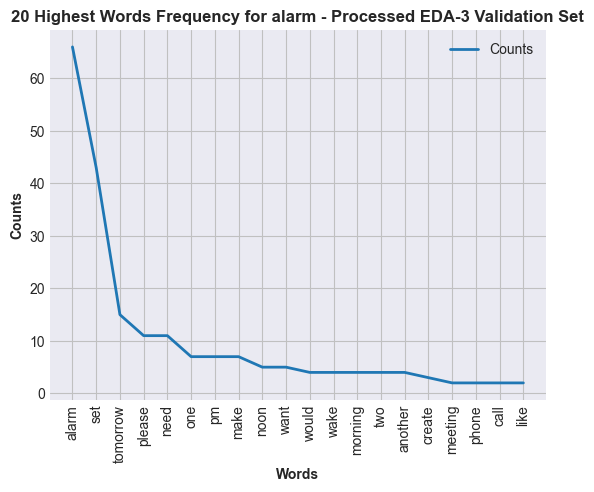 20 Highest Words Frequency for alarm - Processed EDA-3 Validation Set
Counts
Counts
60
50
40
30
20
10
0
alarm
set
tomorrow
please
need
one
pm
make
noon
want
would
wake
morning
two
another
create
meeting
phone
call
like
Words